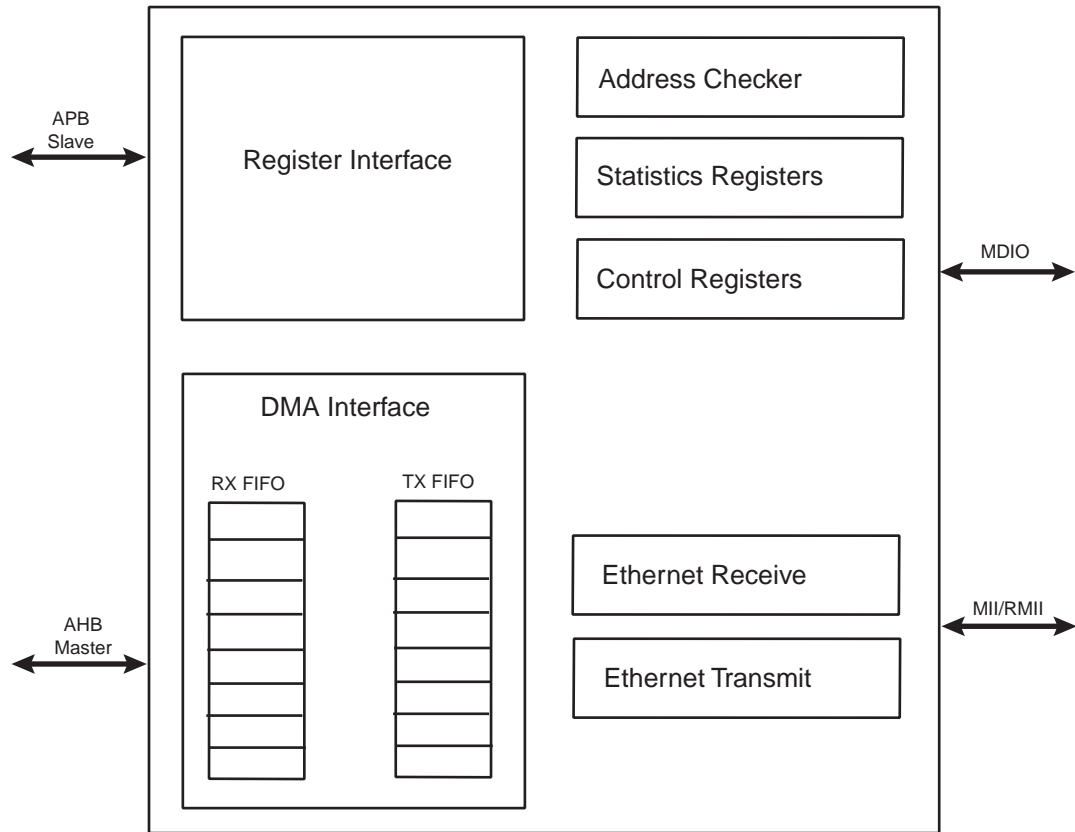 APB
Slave
Register Interface
Address Checker
Statistics Registers
Control Registers
MDIO
DMA Interface
RX FIFO
TX FIFO
AHB
Master
Ethernet Receive
Ethernet Transmit
MII/RMII